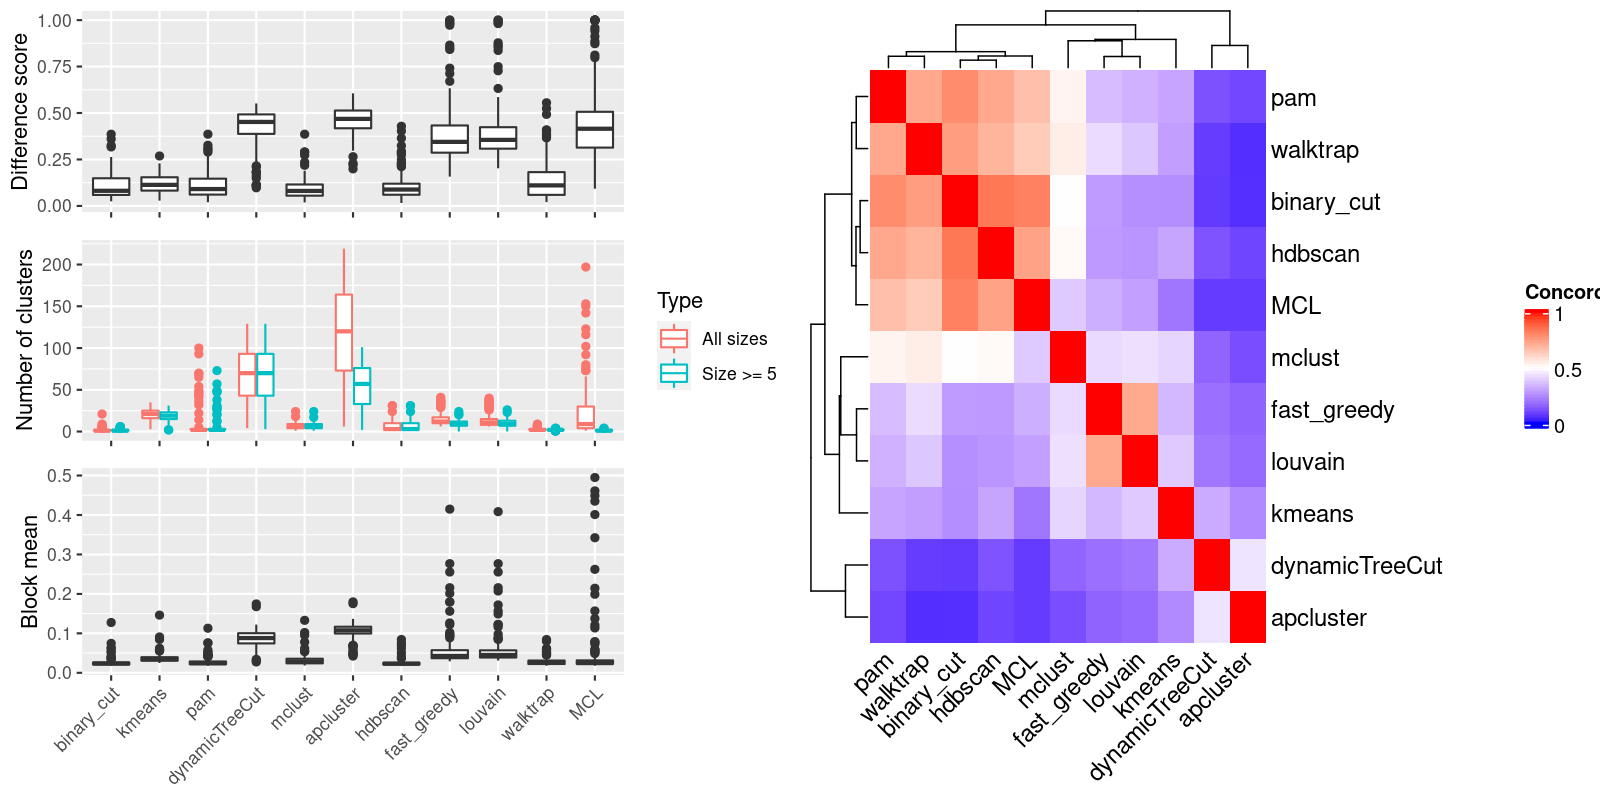 Difference score
1.00
0.75
0.50
0.25
0.00
Number of clusters
200
150
100
50
0
Block mean
0.5
0.4
0.3
0.2
0.1
0.0
binary_cut
kmeans
pam
dynamicTreeCut
mclust
apcluster
hdbscan
fast_greedy
louvain
walktrap
MCL
Type
All sizes
Size >= 5
pam
walktrap
binary_cut
hdbscan
MCL
mclust
fast_greedy
louvain
kmeans
dynamicTreeCut
apcluster
pam
walktrap
binary_cut
hdbscan
MCL
mclust
fast_greedy
louvain
kmeans
dynamicTreeCut
apcluster
Concord
1
0.5
0